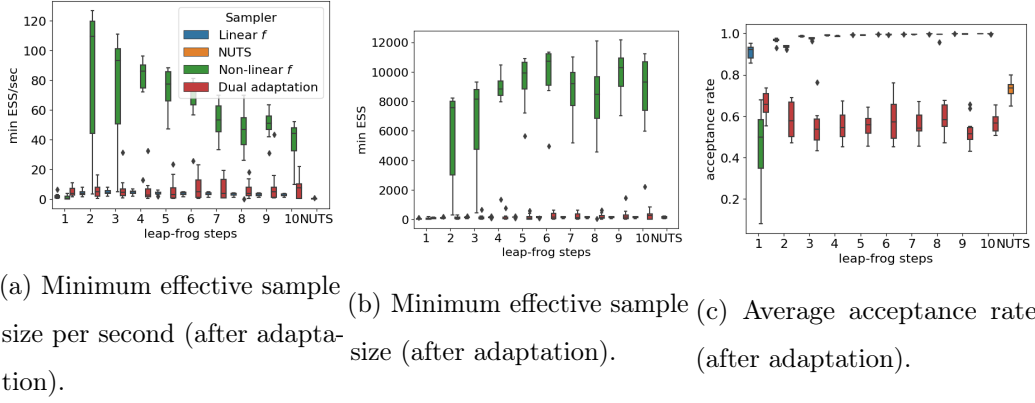 120
100
80
60
40
20
0
min ESS/sec
Sampler
Linear f
NUTS
Non-linear f
Dual adaptation
1 2 3 4 5 6 7 8 9 10NUTS
leap-frog steps
12000
10000
8000
6000
4000
2000
0
min ESS
1 2 3 4 5 6 7 8 9 10NUTS
leap-frog steps
1.0
0.8
0.6
0.4
0.2
acceptance rate
1 2 3 4 5 6 7 8 9 10 NUTS
leap-frog steps
(a) Minimum effective sample
size per second (after adapta-
tion).
(b) Minimum effective sample
size (after adaptation).
(c) Average acceptance rate
(after adaptation).